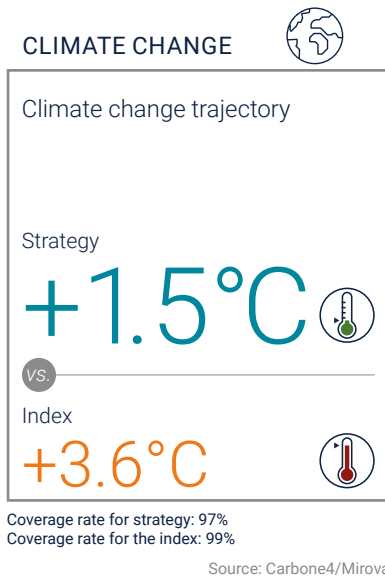 CLIMATE CHANGE
Climate change trajectory
Strategy
+1.5°C
vs.
Index
+3.6°C
Coverage rate for strategy: 97%
Coverage rate for the index: 99%
Source: Carbone4/Mirova